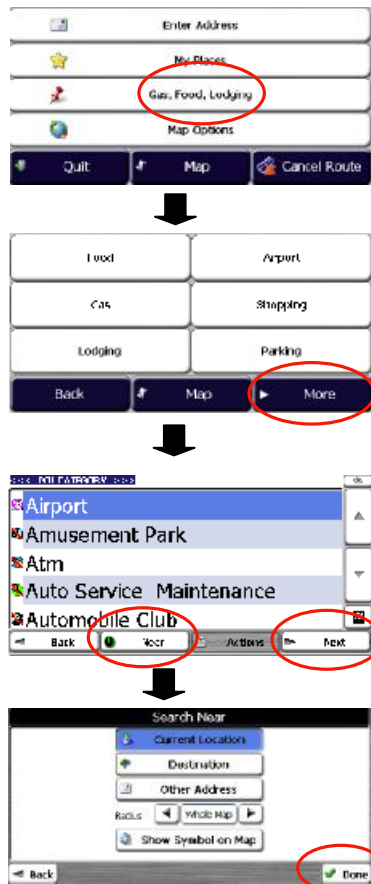 Enter Address
My Places
Gas, Food, Lodging
Map Options
Quit Map Cancel Route
Food Airport
Gas Shopping
Lodging Parking
Back Map More
<<< POI CATEGORY >>>
Airport
Amusement Park
Atm
Auto Service Maintenance
Automobile Club
Back Near Actions Next
Search Near
Current Location
Destination
Other Address
Radius Whole Map
Show Symbol on Map
Back Done